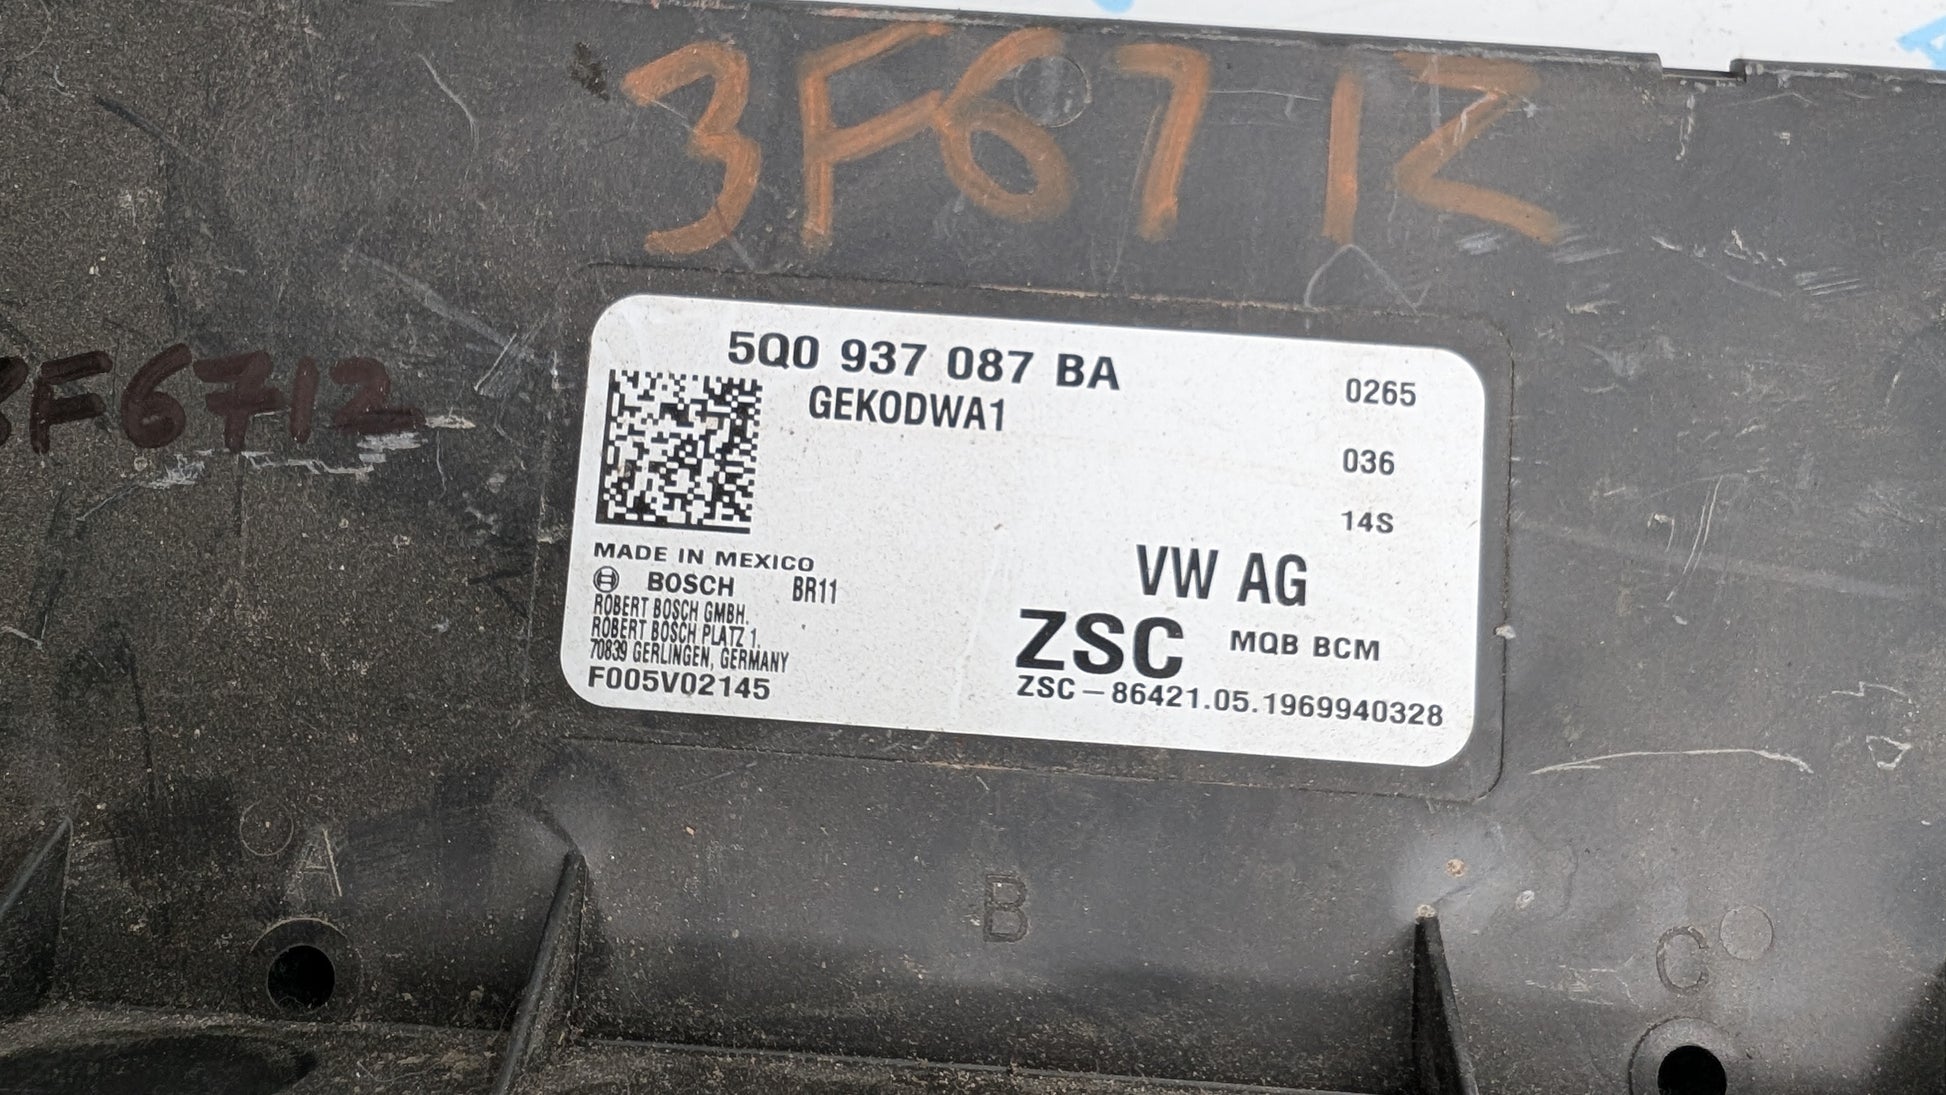 3F6712
3F6712
5Q0 937 087 BA
GEKODWA1
0265
036
14S
MADE IN MEXICO
BOSCH BR11
ROBERT BOSCH GMBH.
ROBERT BOSCH PLATZ 1.
70839 GERLINGEN, GERMANY
F005V02145
VW AG
ZSC MQB BCM
ZSC-86421.05.1969940328
A
B
C